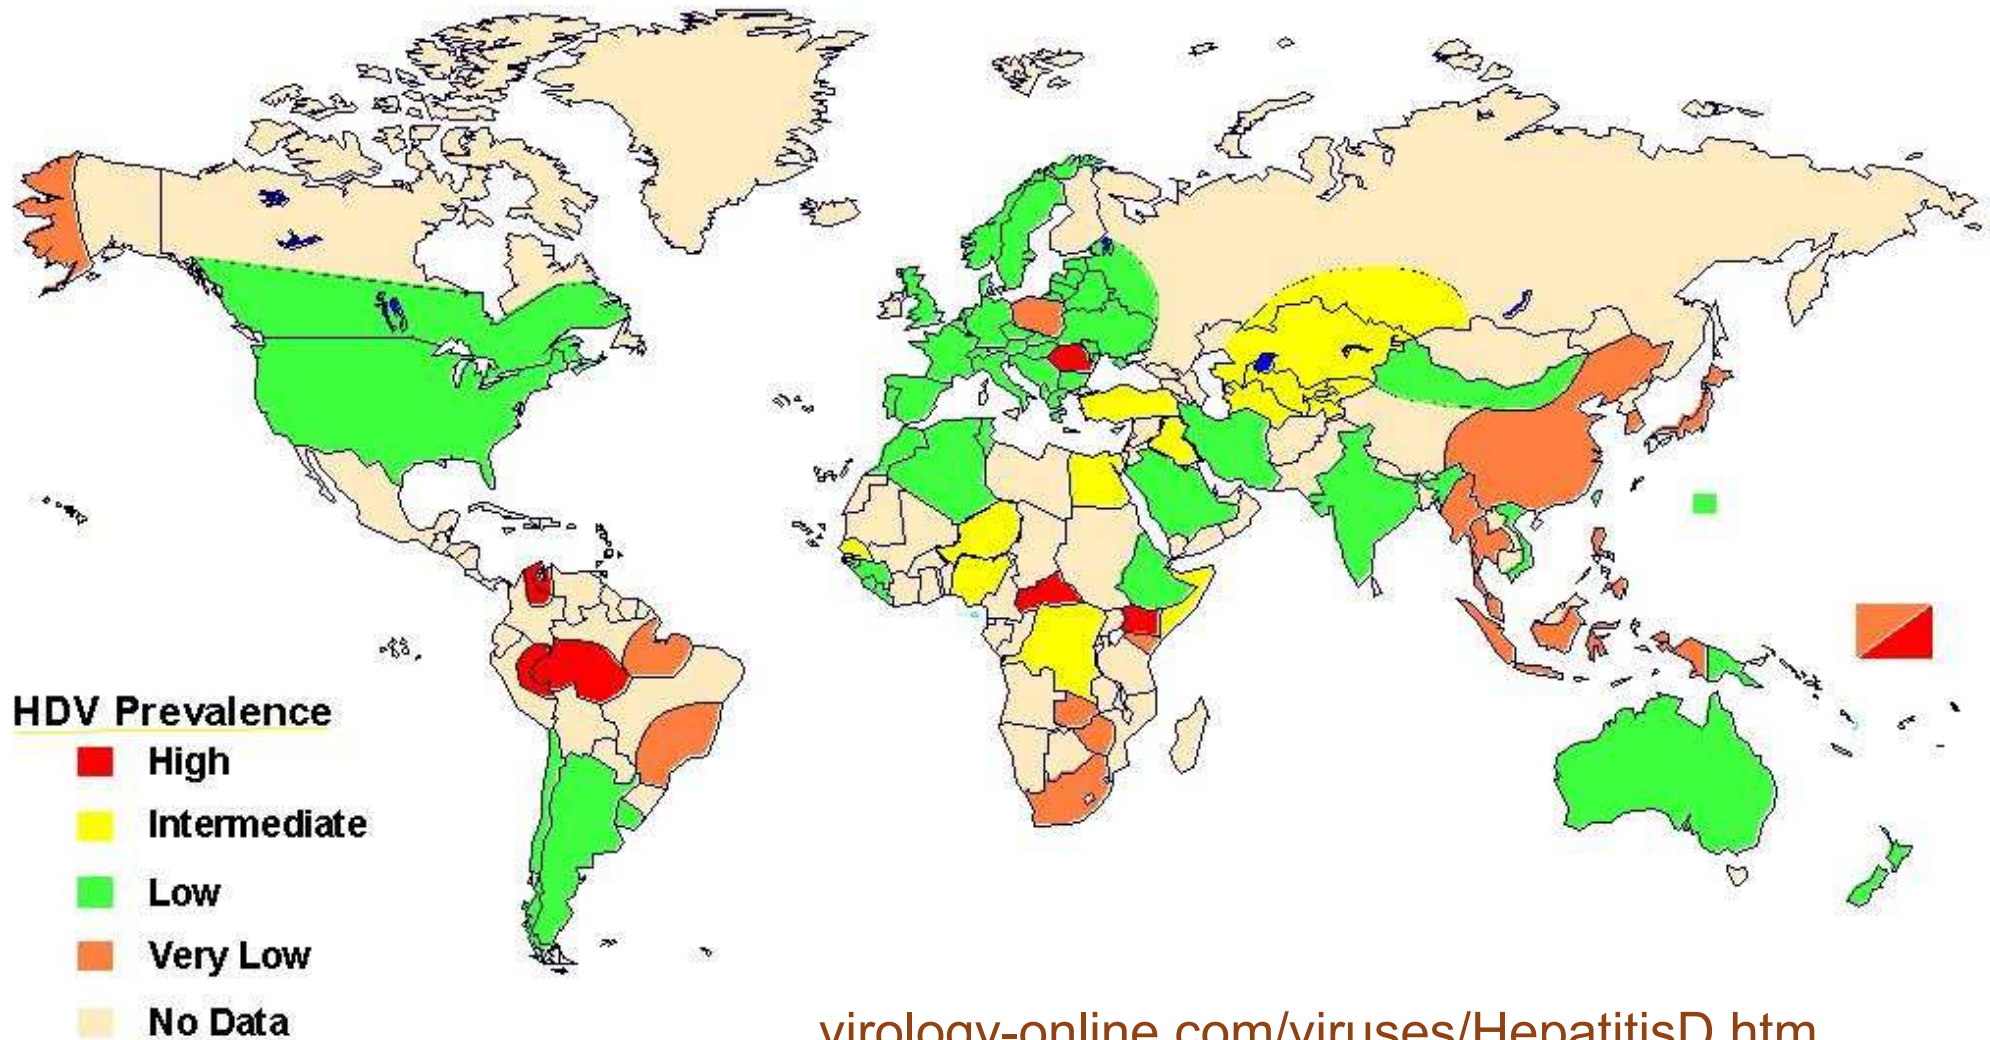 HDV Prevalence
High
Intermediate
Low
Very Low
No Data
virology-online.com/viruses/HepatitisD.htm